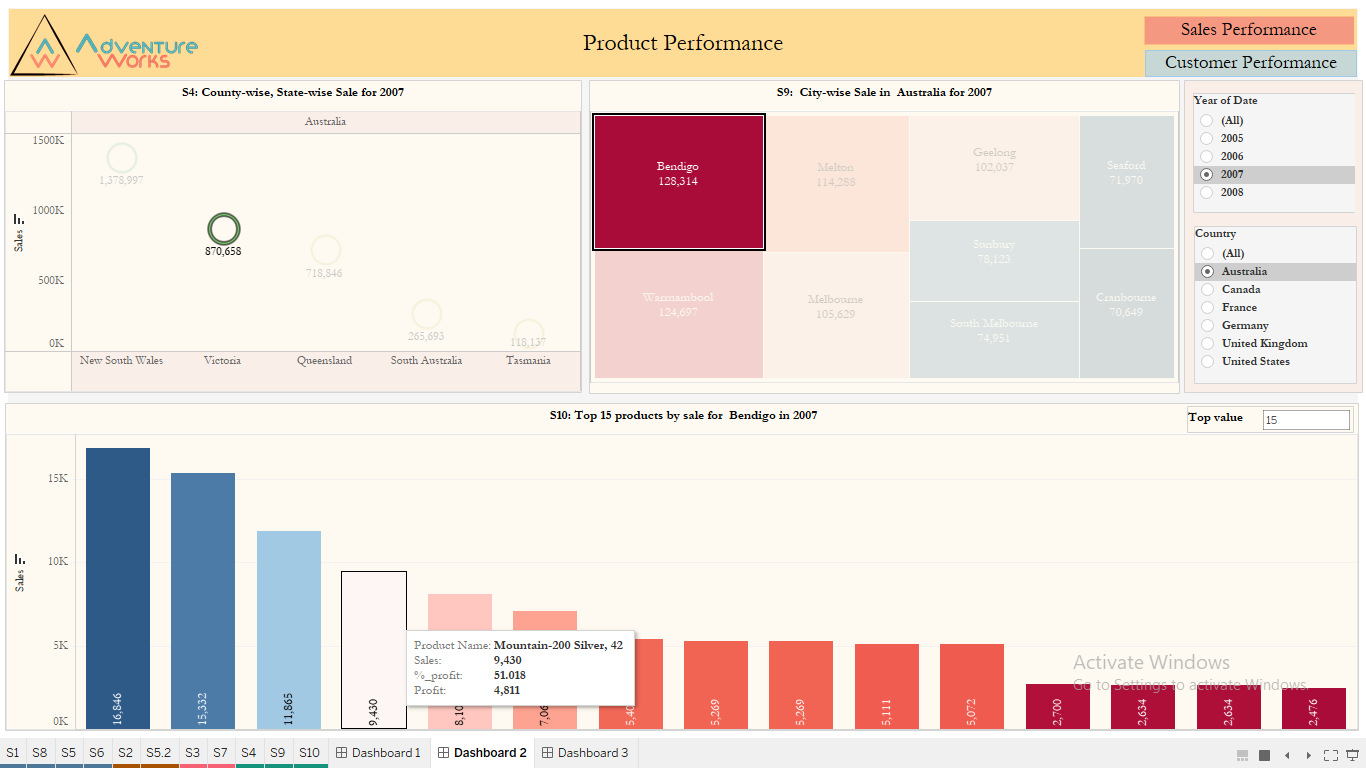 Adventure
Works
Product Performance
Sales Performance
Customer Performance
S4: County-wise, State-wise Sale for 2007
Australia
1500K
1000K
500K
0K
Sales
1,378,997
870,658
718,846
265,693
118,137
New South Wales
Victoria
Queensland
South Australia
Tasmania
S9: City-wise Sale in Australia for 2007
Bendigo
128,314
Melton
114,288
Geelong
102,037
Seaford
71,970
Sunbury
78,123
Warrnambool
124,697
Melbourne
105,629
South Melbourne
74,951
Cranbourne
70,649
Year of Date
(All)
2005
2006
2007
2008
Country
(All)
Australia
Canada
France
Germany
United Kingdom
United States
S10: Top 15 products by sale for Bendigo in 2007
Top value
15
15K
10K
5K
0K
Sales
16,846
15,332
11,865
9,430
5,269
5,269
5,111
5,072
2,700
2,634
2,634
2,476
Product Name: Mountain-200 Silver, 42
Sales: 9,430
%_profit: 51.018
Profit: 4,811
Activate Windows
Go to Settings to activate Windows.
S1 S8 S5 S6 S2 S5.2 S3 S7 S4 S9 S10 Dashboard 1 Dashboard 2 Dashboard 3